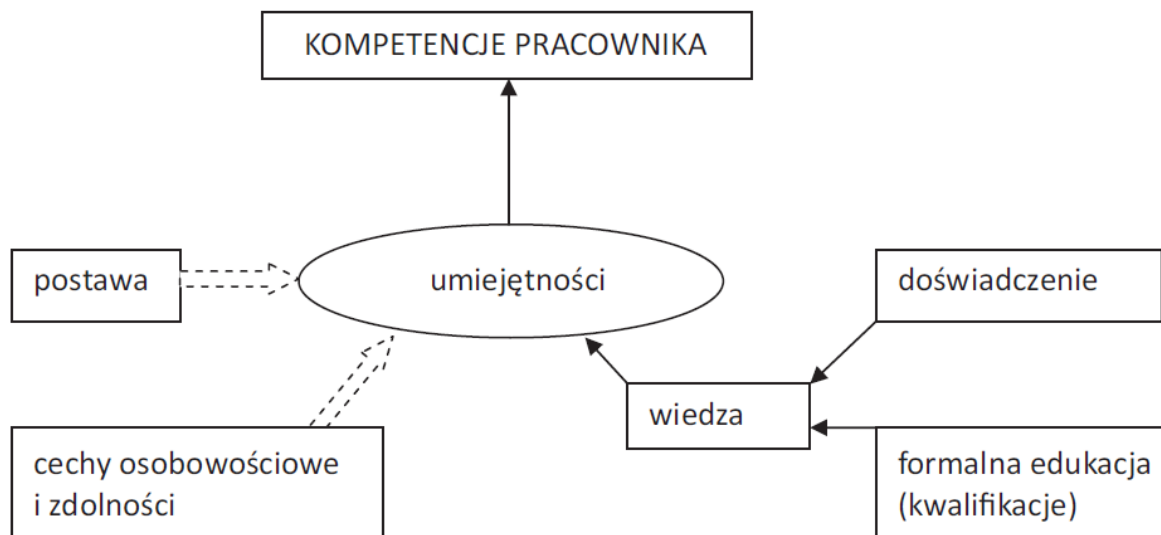 KOMPETENCJE PRACOWNIKA
postawa
umiejętności
doświadczenie
wiedza
cechy osobowościowe
i zdolności
formalna edukacja
(kwalifikacje)